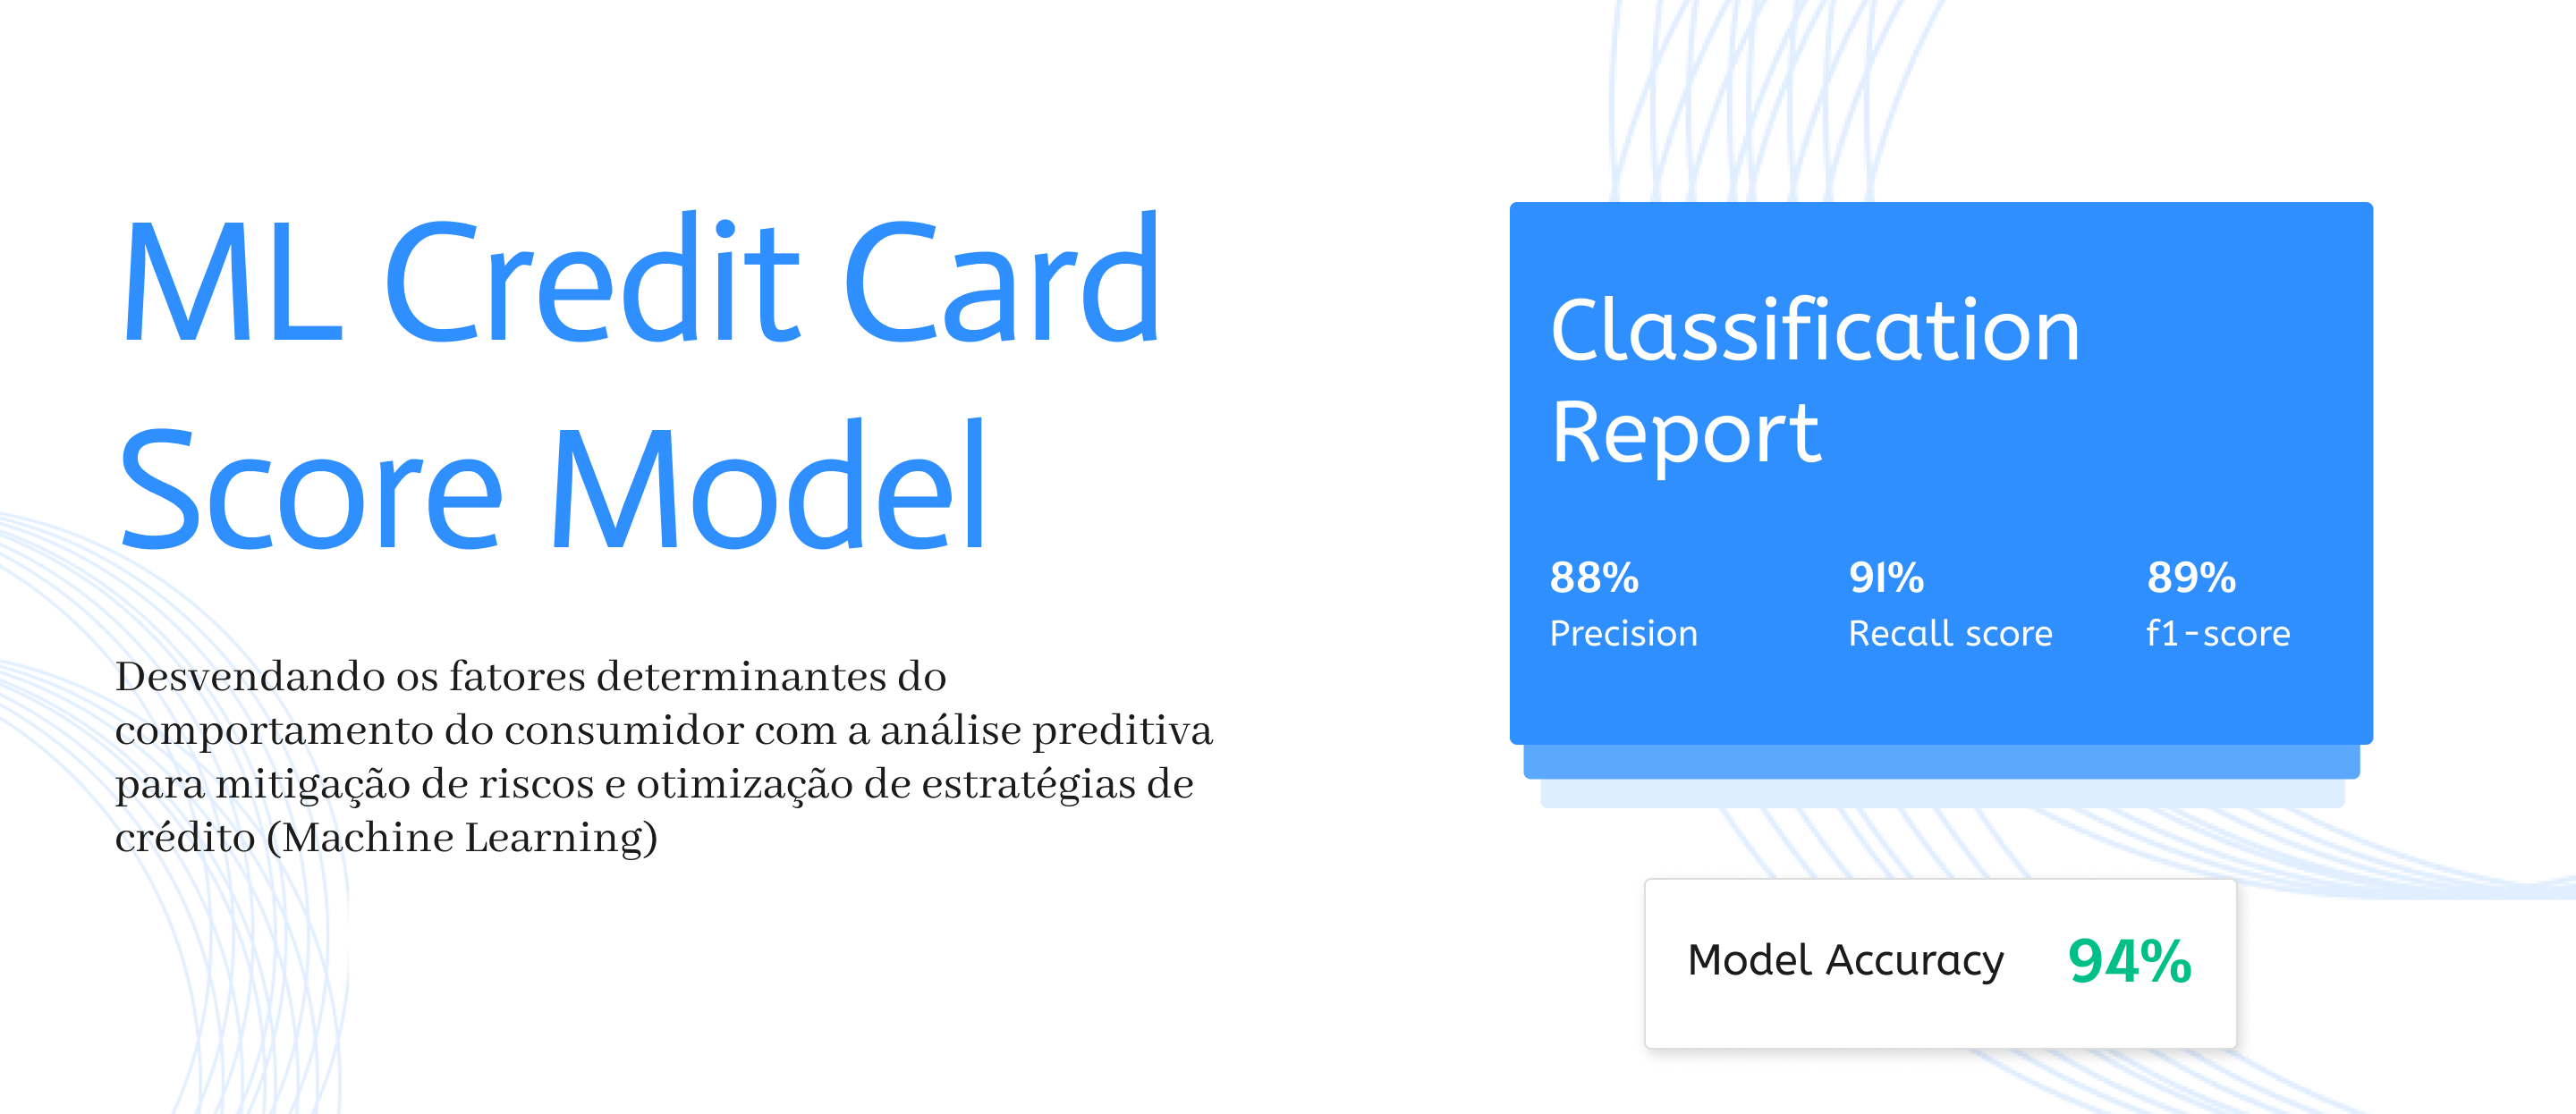 ML Credit Card
Score Model
Desvendando os fatores determinantes do
comportamento do consumidor com a análise preditiva
para mitigação de riscos e otimização de estratégias de
crédito (Machine Learning)
Classification
Report
88% 91% 89%
Precision Recall score f1-score
Model Accuracy 94%